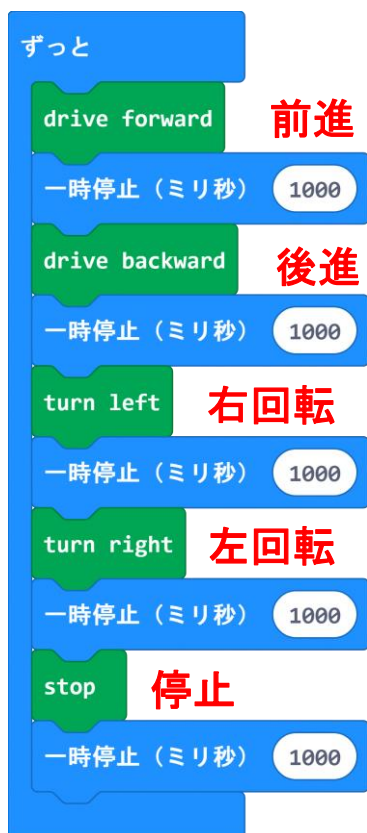 ずっと
drive forward 前進
一時停止（ミリ秒） 1000
drive backward 後進
一時停止（ミリ秒） 1000
turn left 右回転
一時停止（ミリ秒） 1000
turn right 左回転
一時停止（ミリ秒） 1000
stop 停止
一時停止（ミリ秒） 1000